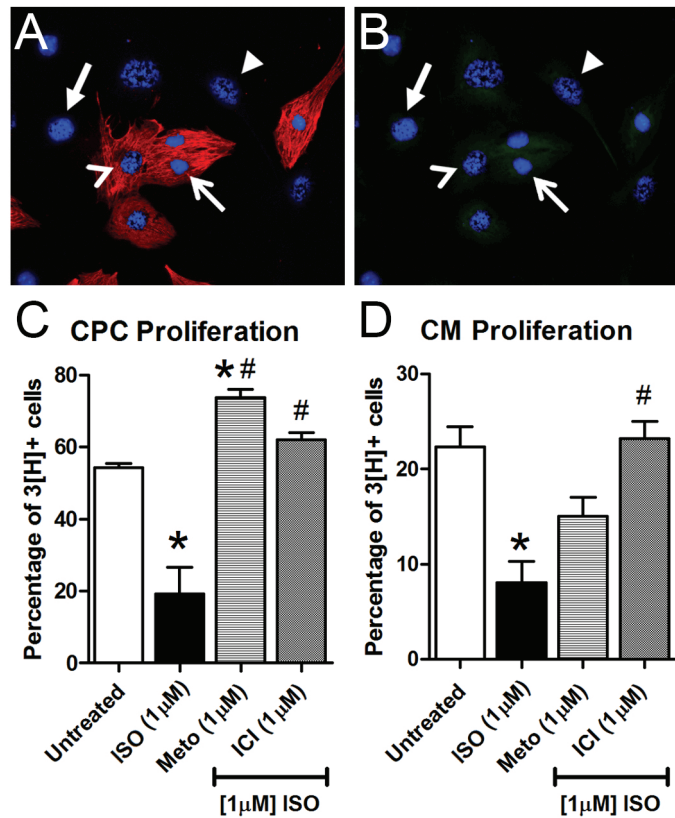 A
B
C CPC Proliferation
Percentage of 3[H]+ cells
80
60
40
20
0
*
* #
#
Untreated
ISO (1μM)
Meto (1μM)
ICI (1μM)
[1μM] ISO
D CM Proliferation
Percentage of 3[H]+ cells
30
20
10
0
*
#
Untreated
ISO (1μM)
Meto (1μM)
ICI (1μM)
[1μM] ISO